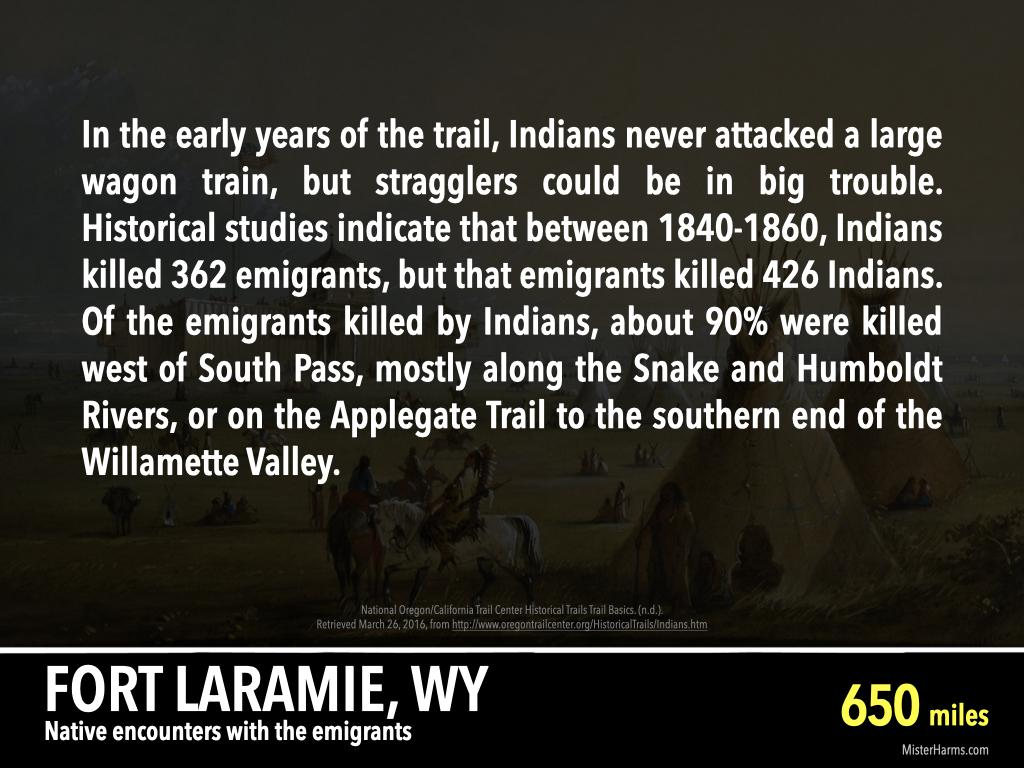 In the early years of the trail, Indians never attacked a large
wagon train, but stragglers could be in big trouble.
Historical studies indicate that between 1840-1860, Indians
killed 362 emigrants, but that emigrants killed 426 Indians.
Of the emigrants killed by Indians, about 90% were killed
west of South Pass, mostly along the Snake and Humboldt
Rivers, or on the Applegate Trail to the southern end of the
Willamette Valley.
National Oregon/California Trail Center Historical Trails Trail Basics. (n.d.).
Retrieved March 26, 2016, from http://www.oregontrailcenter.org/HistoricalTrails/Indians.htm
FORT LARAMIE, WY
Native encounters with the emigrants
650 miles
MisterHarms.com